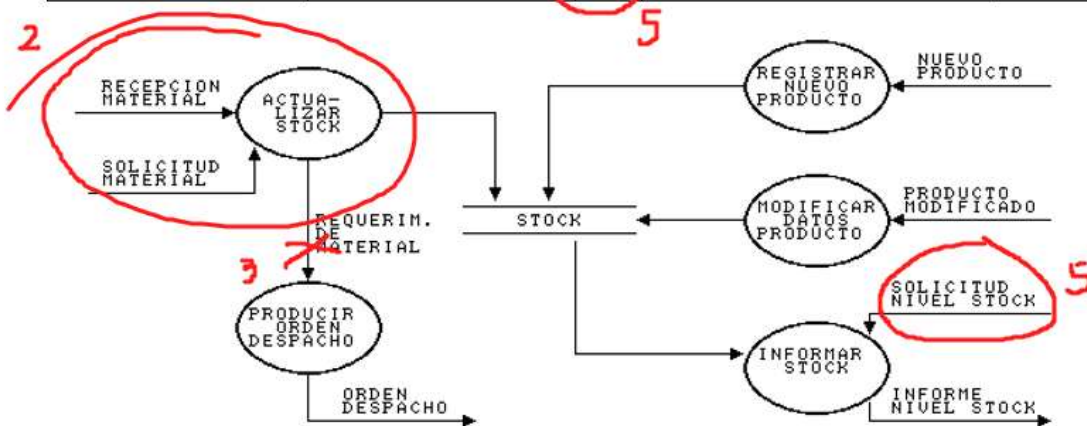 5
2
RECEPCION
MATERIAL
ACTUA-
LIZAR
STOCK
SOLICITUD
MATERIAL
REGISTRAR
NUEVO
PRODUCTO
NUEVO
PRODUCTO
REQUERIM.
DE
MATERIAL
3
STOCK
MODIFICAR
DATOS
PRODUCTO
PRODUCTO
MODIFICADO
SOLICITUD
NIVEL STOCK
5
PRODUCIR
ORDEN
DESPACHO
INFORMAR
STOCK
ORDEN
DESPACHO
INFORME
NIVEL STOCK